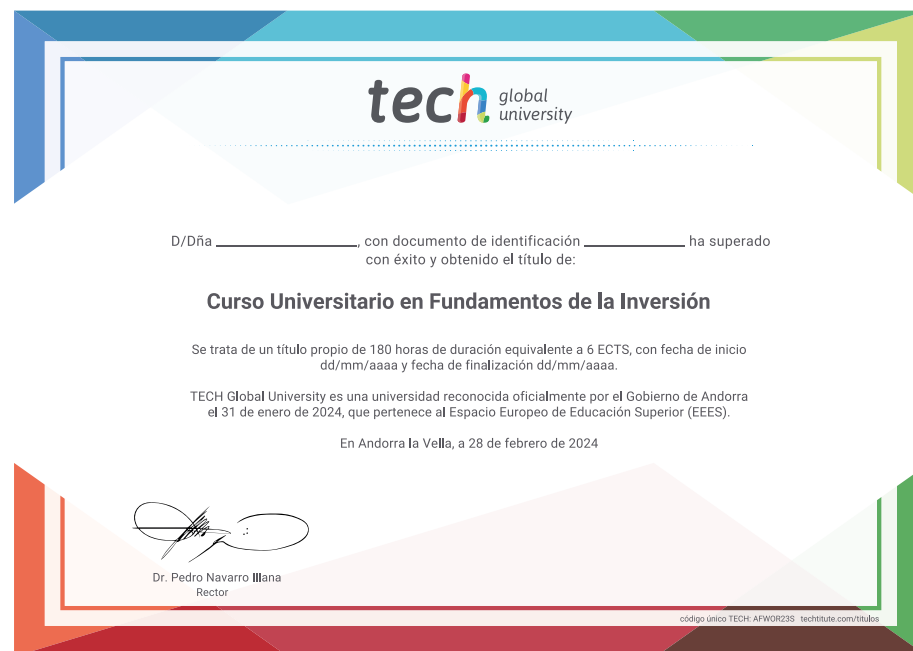 tech global university
D/Dña ________________, con documento de identificación ____________ ha superado
con éxito y obtenido el título de:
Curso Universitario en Fundamentos de la Inversión
Se trata de un título propio de 180 horas de duración equivalente a 6 ECTS, con fecha de inicio
dd/mm/aaaa y fecha de finalización dd/mm/aaaa.
TECH Global University es una universidad reconocida oficialmente por el Gobierno de Andorra
el 31 de enero de 2024, que pertenece al Espacio Europeo de Educación Superior (EEES).
En Andorra la Vella, a 28 de febrero de 2024
Dr. Pedro Navarro Illana
Rector
código único TECH: AFWOR23S techtitute.com/titulos